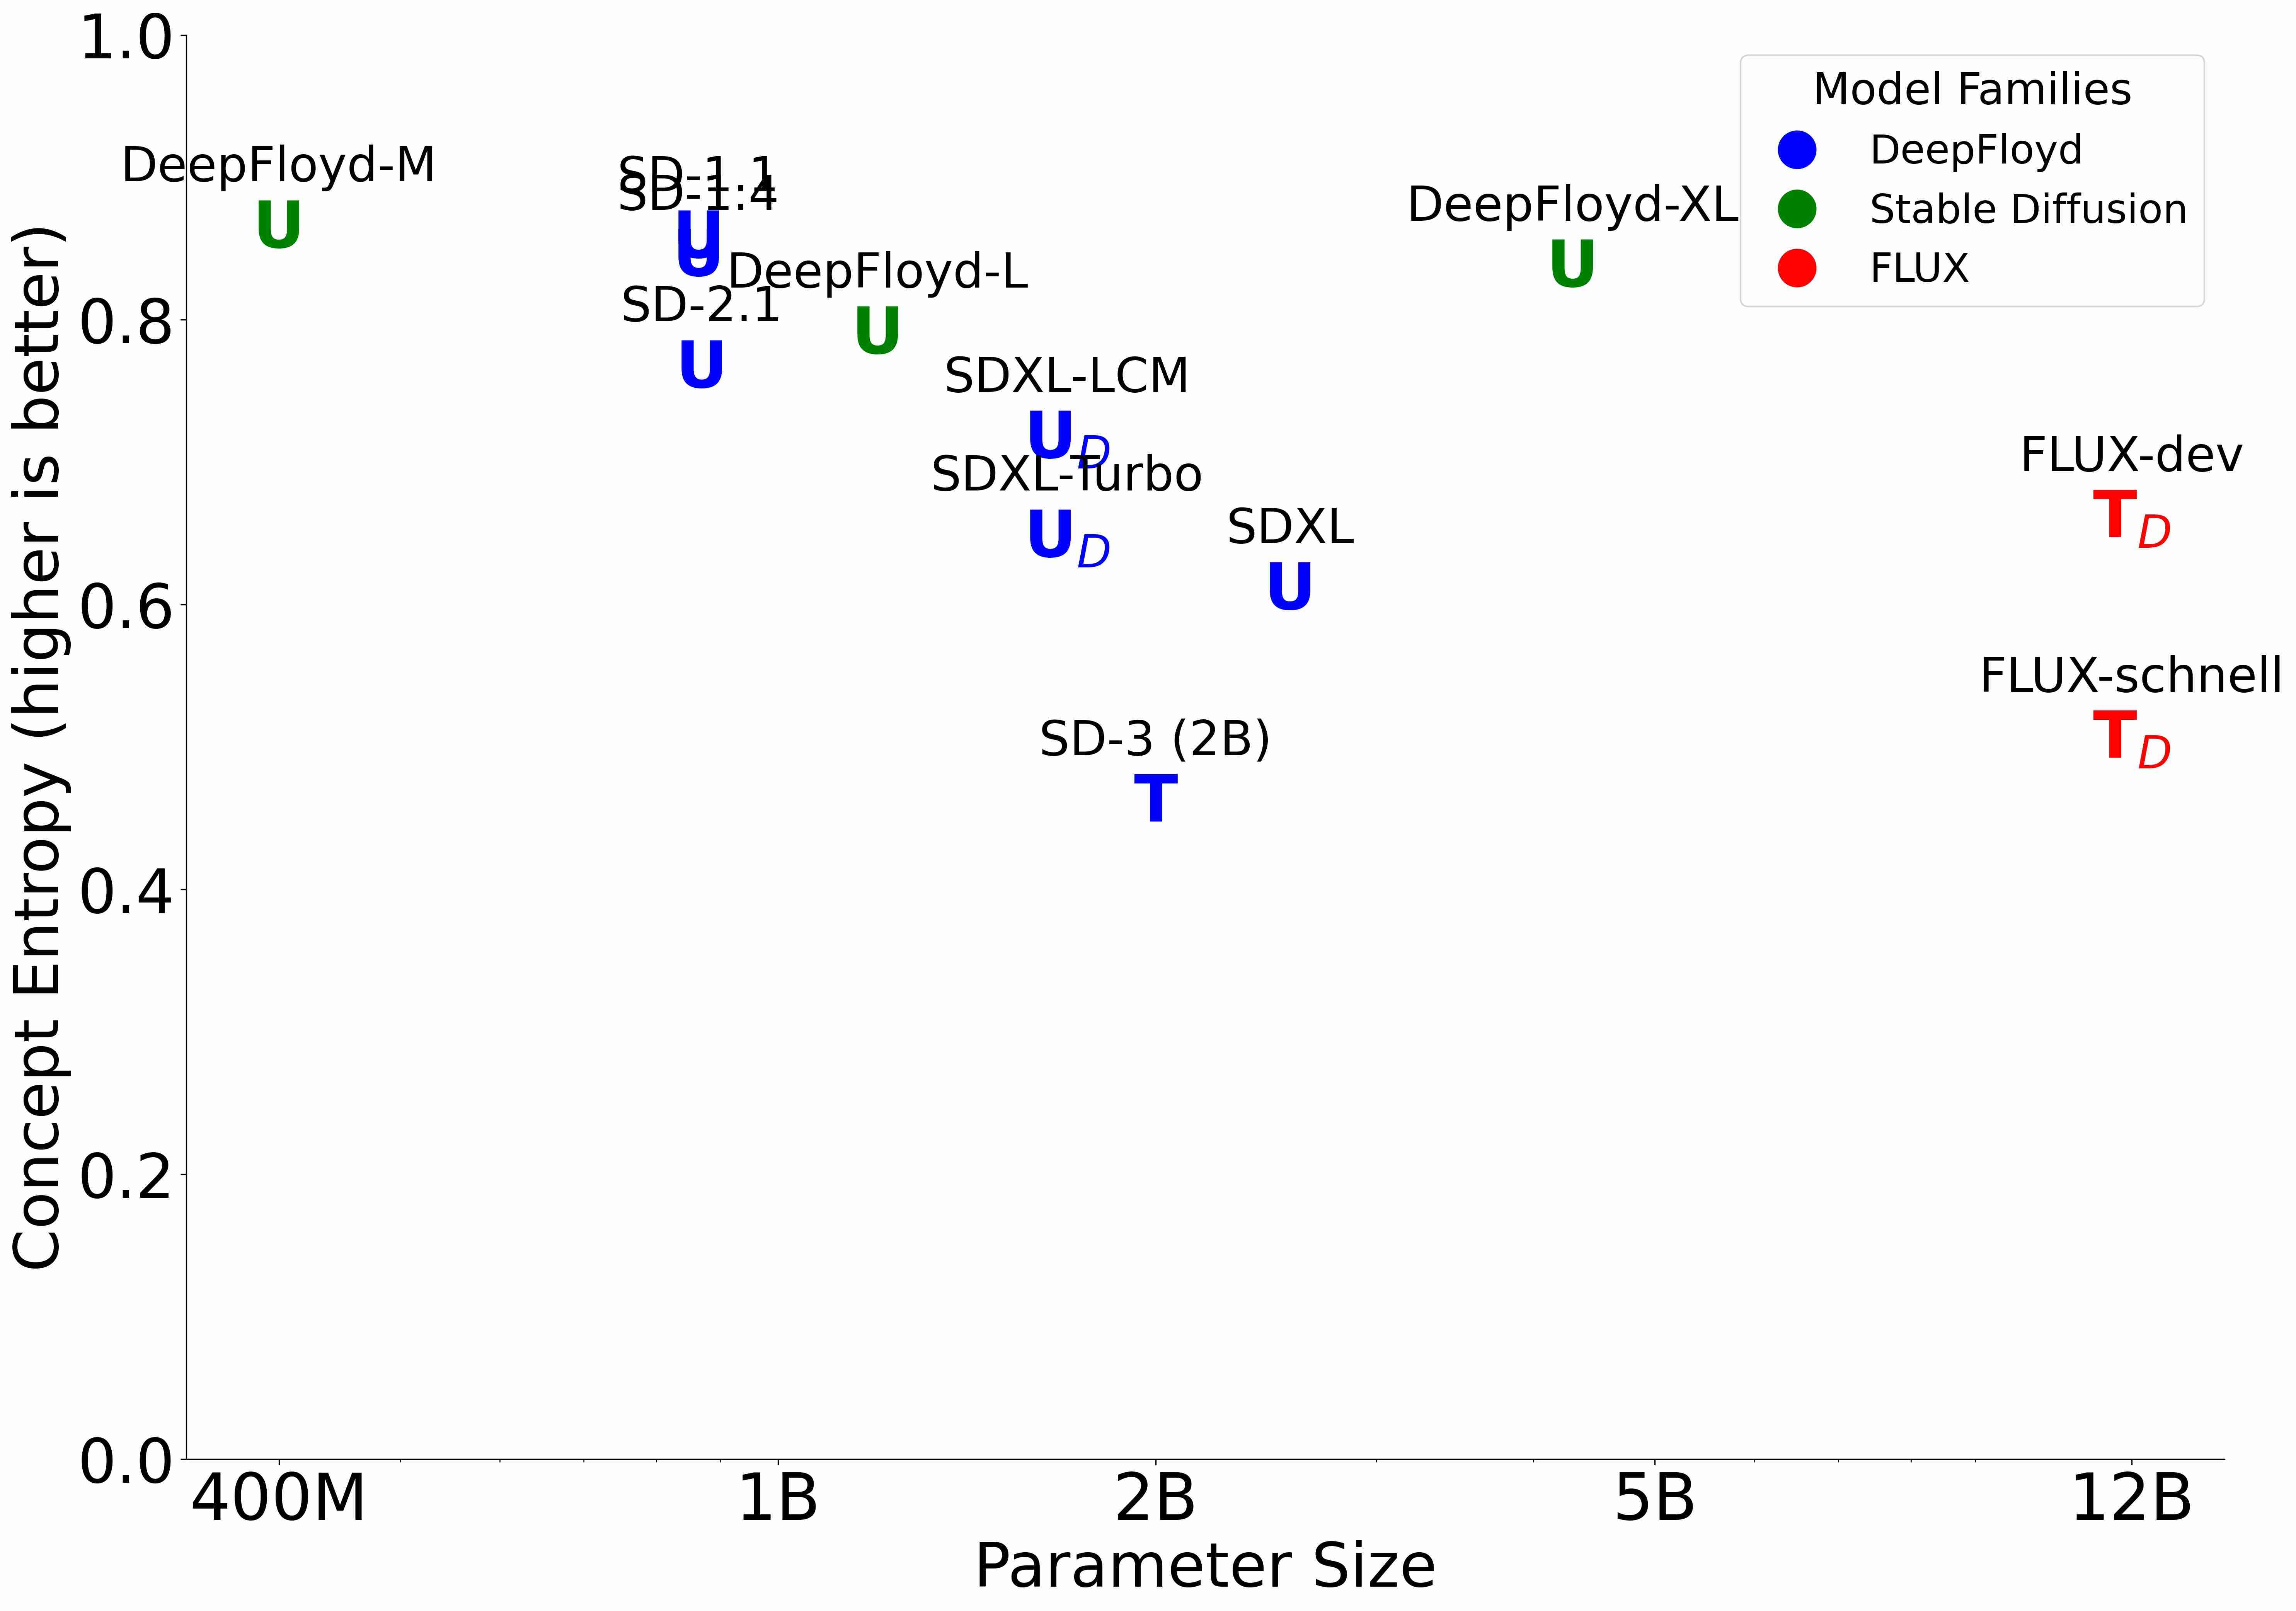 Concept Entropy (higher is better)
1.0
0.8
0.6
0.4
0.2
0.0
Model Families
DeepFloyd
Stable Diffusion
FLUX
DeepFloyd-M
U
SD-1.1
SD-1.4
U
U
DeepFloyd-XL
U
DeepFloyd-L
U
SD-2.1
U
SDXL-LCM
U_D
SDXL-Turbo
U_D
SDXL
U
FLUX-dev
T_D
FLUX-schnell
T_D
SD-3 (2B)
T
400M 1B 2B 5B 12B
Parameter Size